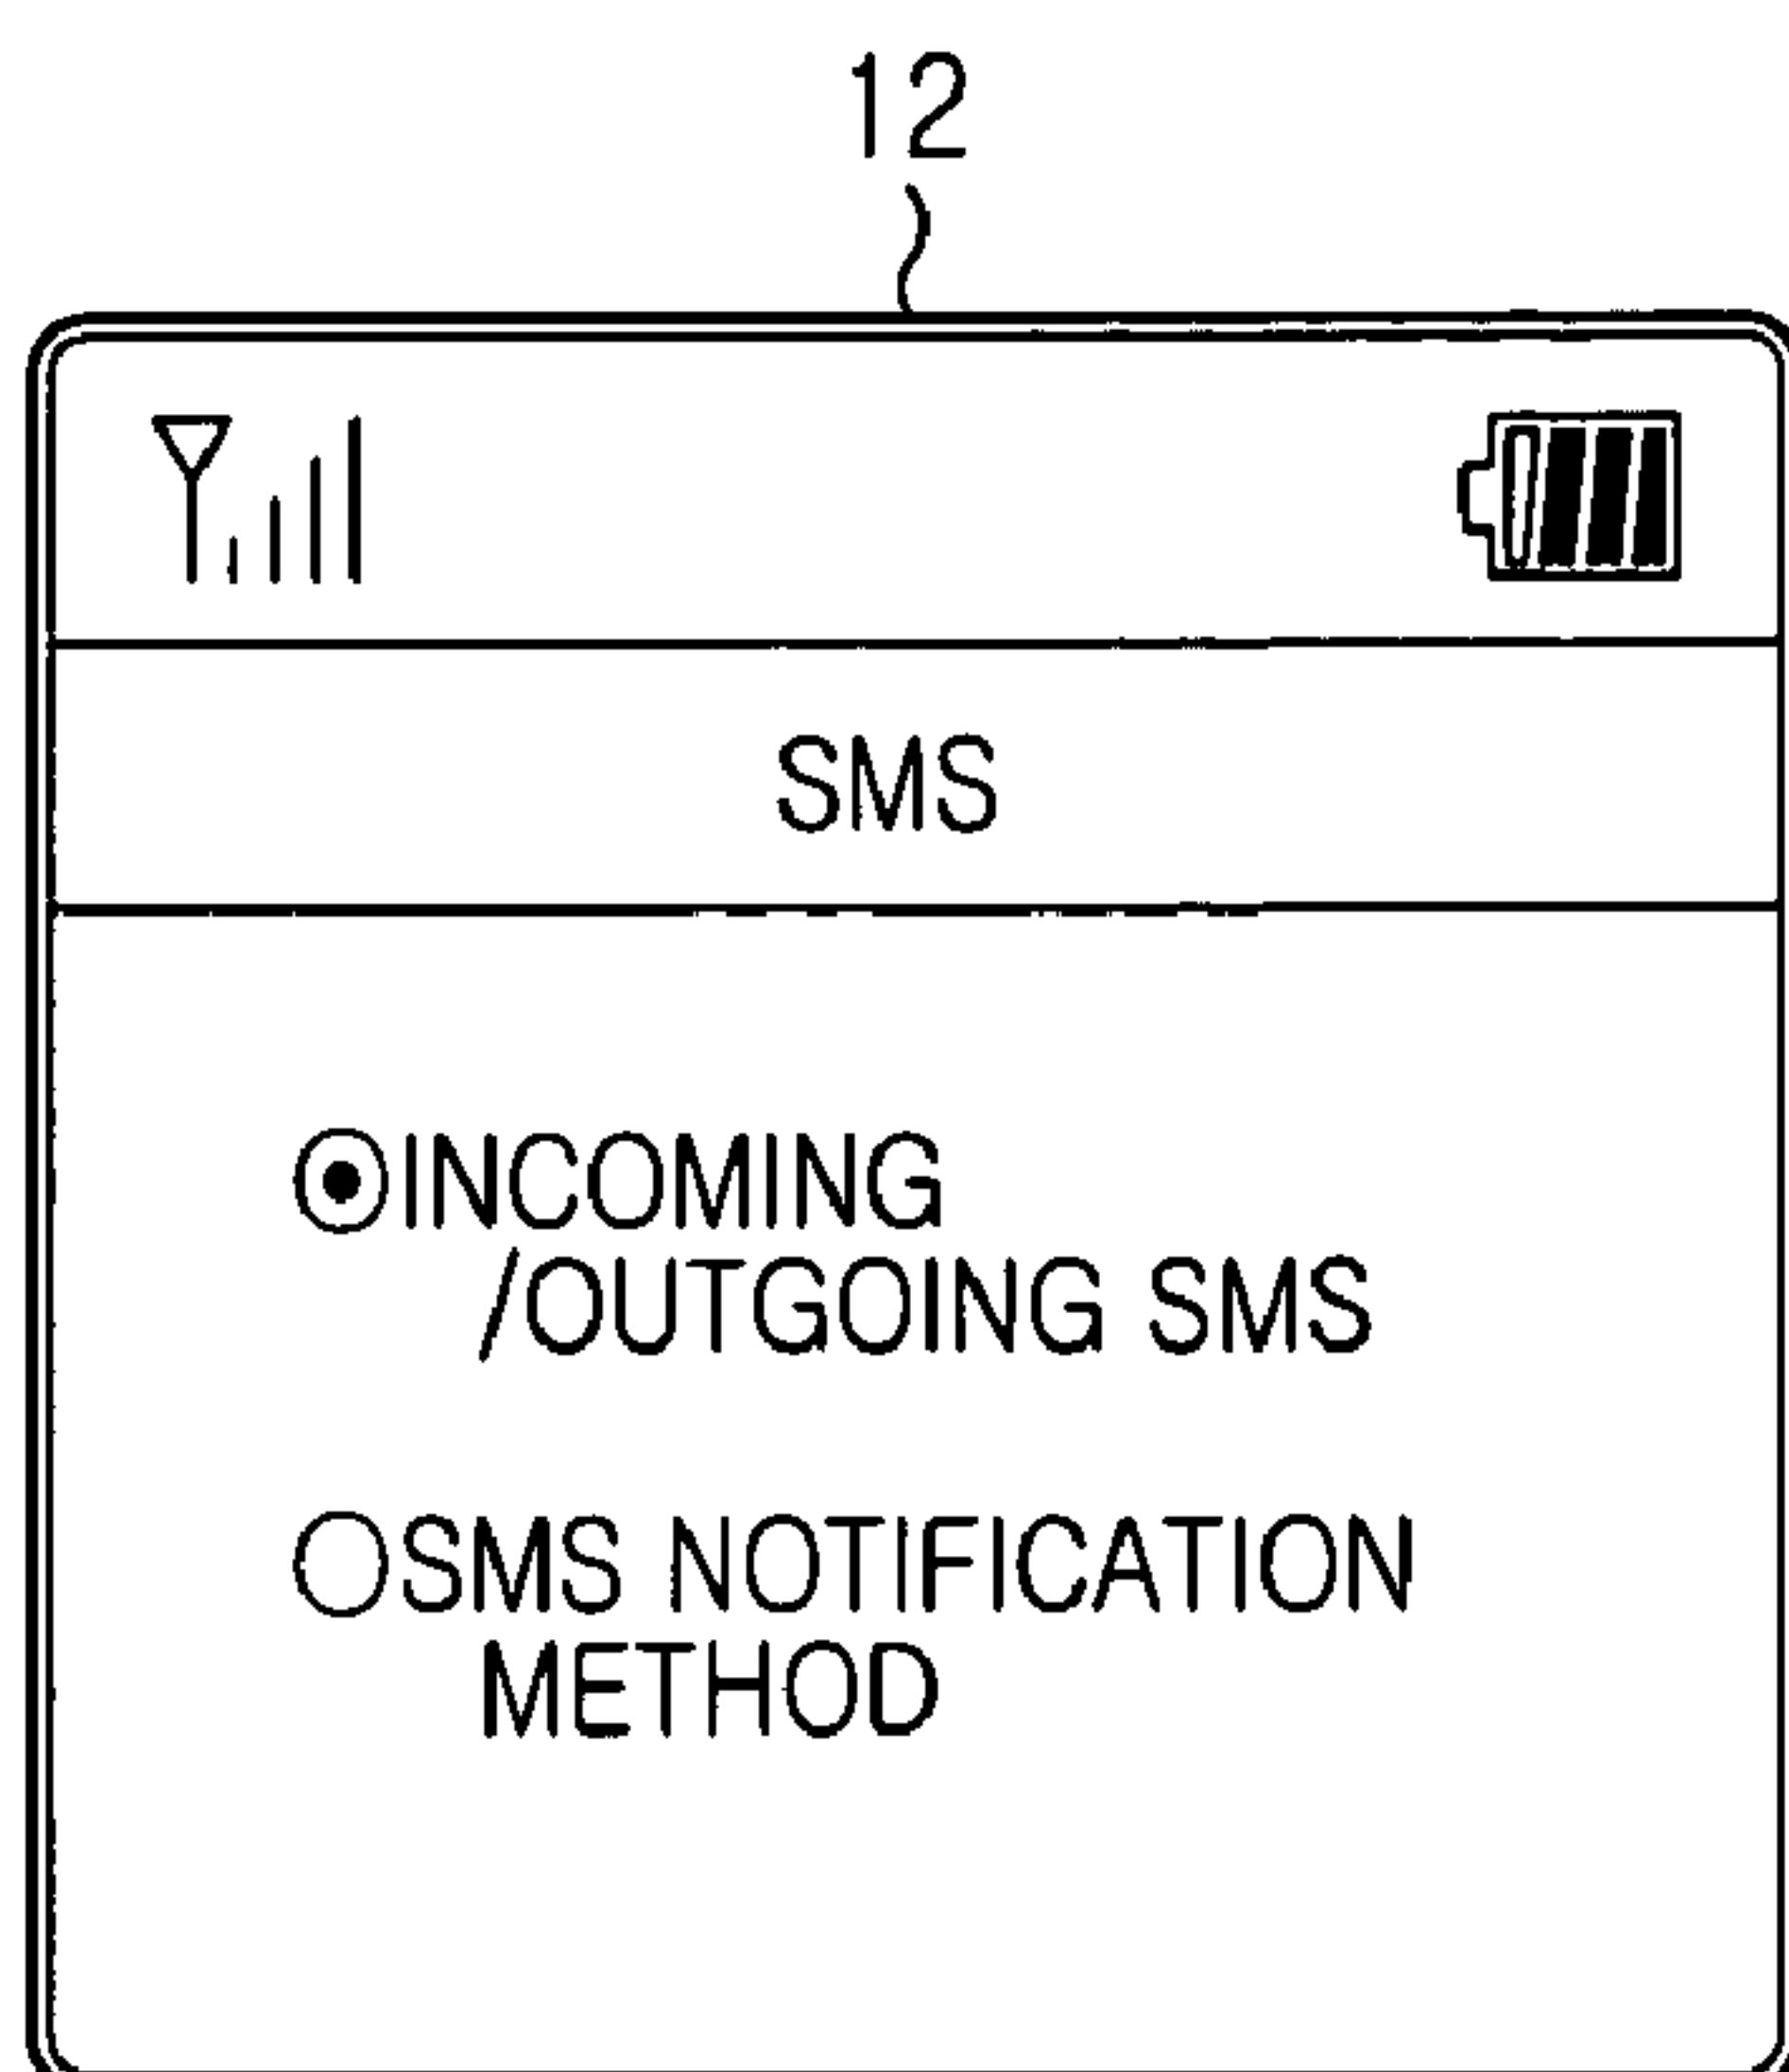 12
SMS
INCOMING
/OUTGOING SMS
SMS NOTIFICATION
METHOD